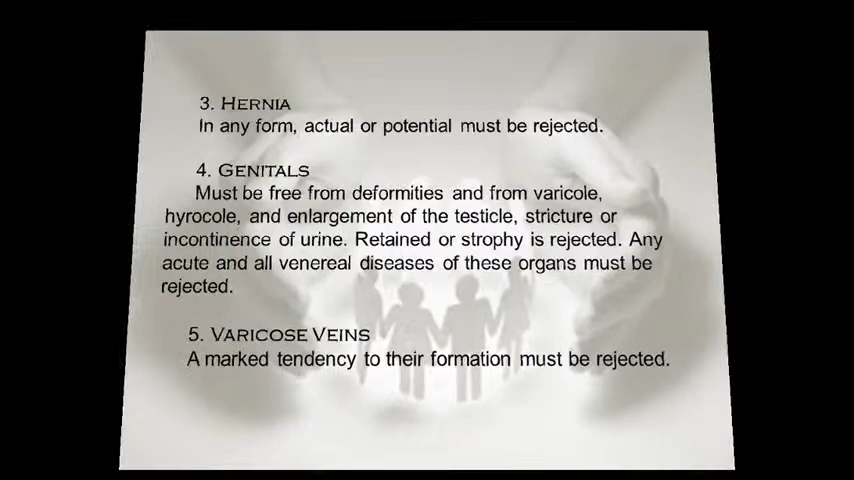 3. HERNIA
In any form, actual or potential must be rejected.
4. GENITALS
Must be free from deformities and from varicole,
hyrocole, and enlargement of the testicle, stricture or
incontinence of urine. Retained or strophy is rejected. Any
acute and all venereal diseases of these organs must be
rejected.
5. VARICOSE VEINS
A marked tendency to their formation must be rejected.